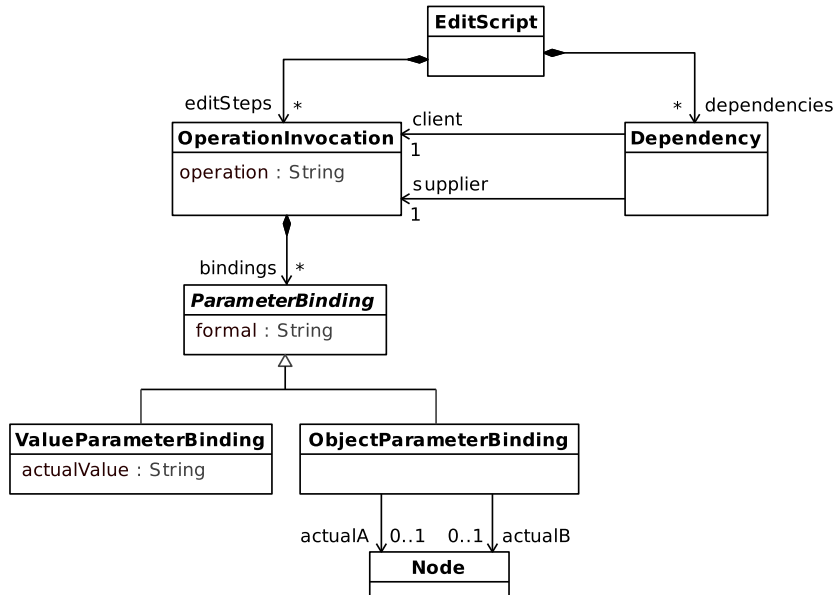 EditScript
editSteps *
* dependencies
OperationInvocation
operation : String
client
1
supplier
1
Dependency
bindings *
ParameterBinding
formal : String
ValueParameterBinding
actualValue : String
ObjectParameterBinding
actualA 0..1
0..1 actualB
Node